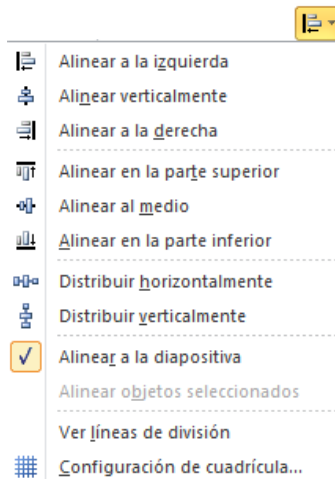 Alinear a la izquierda
Alinear verticalmente
Alinear a la derecha
Alinear en la parte superior
Alinear al medio
Alinear en la parte inferior
Distribuir horizontalmente
Distribuir verticalmente
Alinear a la diapositiva
Alinear objetos seleccionados
Ver líneas de división
Configuración de cuadrícula...